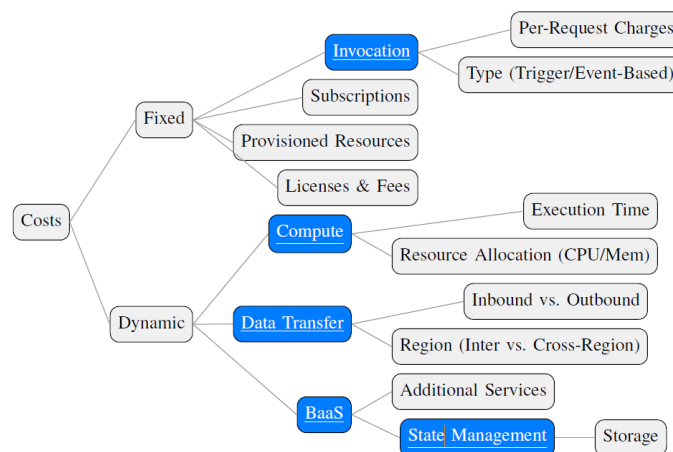 Per-Request Charges
Invocation
Type (Trigger/Event-Based)
Subscriptions
Fixed
Provisioned Resources
Licenses & Fees
Costs
Execution Time
Compute
Resource Allocation (CPU/Mem)
Inbound vs. Outbound
Dynamic
Data Transfer
Region (Inter vs. Cross-Region)
Additional Services
BaaS
State Management
Storage